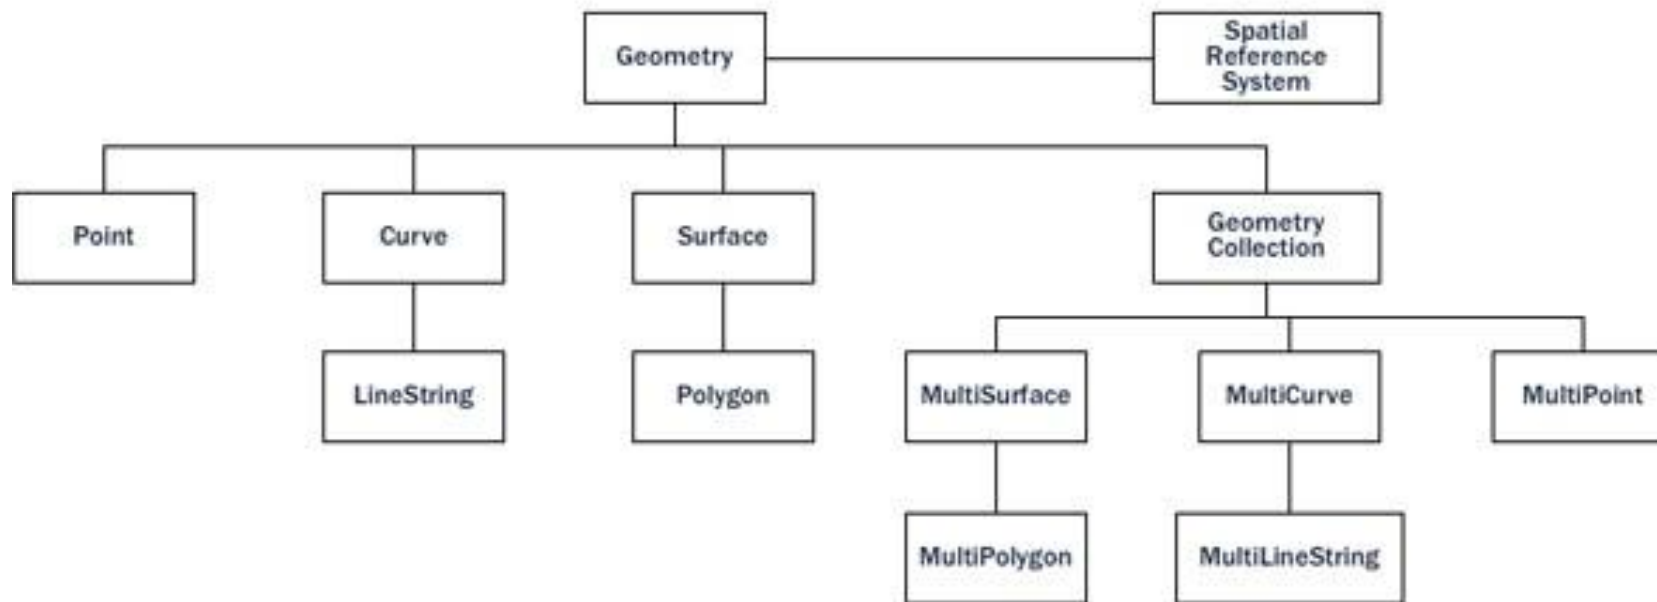 Geometry
Spatial
Reference
System
Point
Curve
Surface
Geometry
Collection
LineString
Polygon
MultiSurface
MultiCurve
MultiPoint
MultiPolygon
MultiLineString